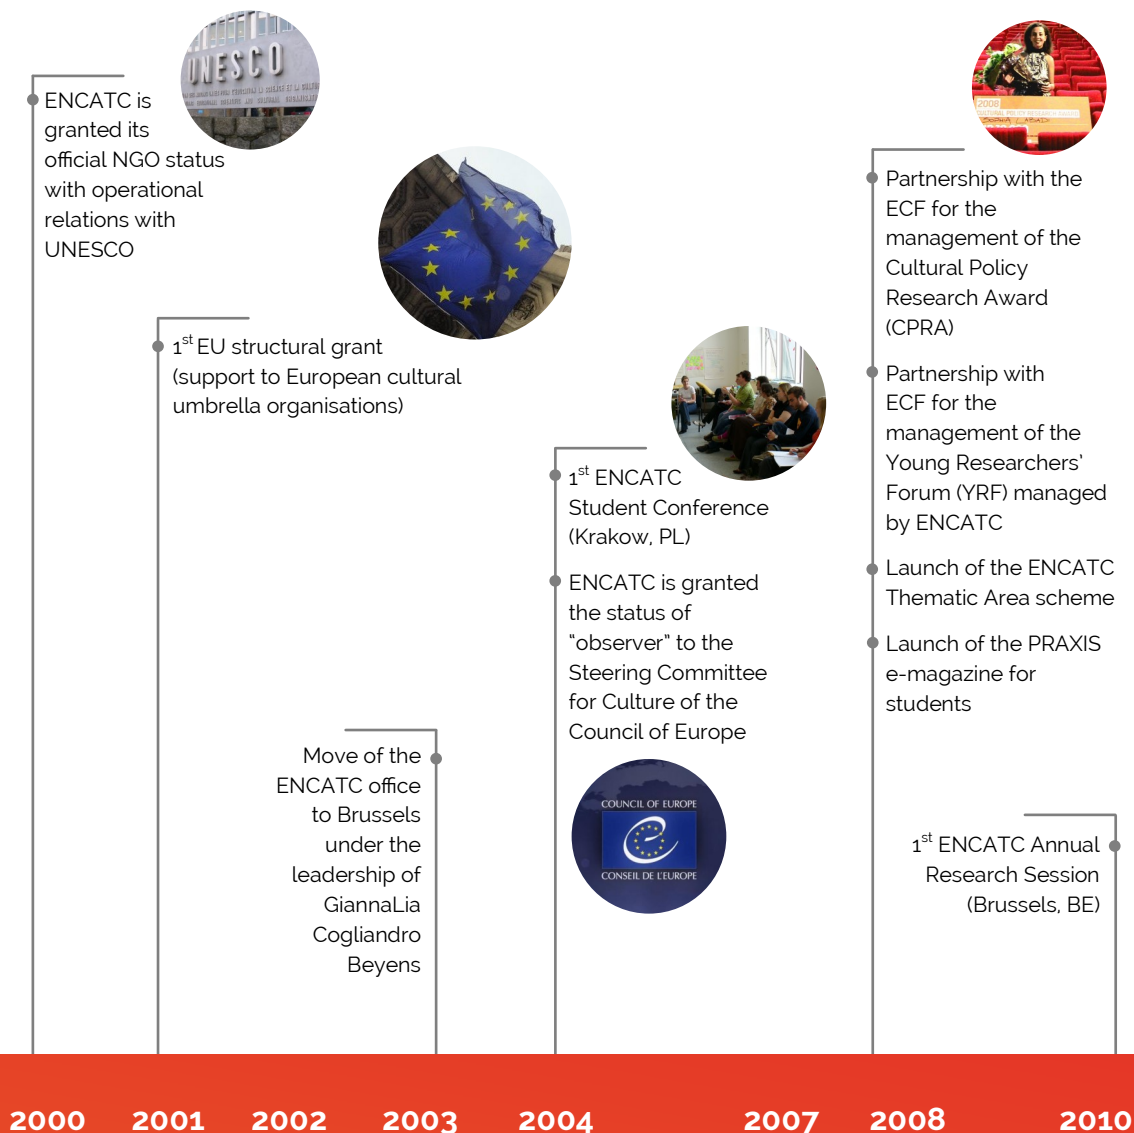 UNESCO
ENCATC is
granted its
official NGO status
with operational
relations with
UNESCO
1st EU structural grant
(support to European cultural
umbrella organisations)
Move of the
ENCATC office
to Brussels
under the
leadership of
GiannaLia
Cogliandro
Beyens
1st ENCATC
Student Conference
(Krakow, PL)
ENCATC is granted
the status of
“observer” to the
Steering Committee
for Culture of the
Council of Europe
COUNCIL OF EUROPE
CONSEIL DE L'EUROPE
2008
CULTURAL POLICY RESEARCH AWARD
Partnership with the
ECF for the
management of the
Cultural Policy
Research Award
(CPRA)
Partnership with
ECF for the
management of the
Young Researchers’
Forum (YRF) managed
by ENCATC
Launch of the ENCATC
Thematic Area scheme
Launch of the PRAXIS
e-magazine for
students
1st ENCATC Annual
Research Session
(Brussels, BE)
2000 2001 2002 2003 2004 2007 2008 2010